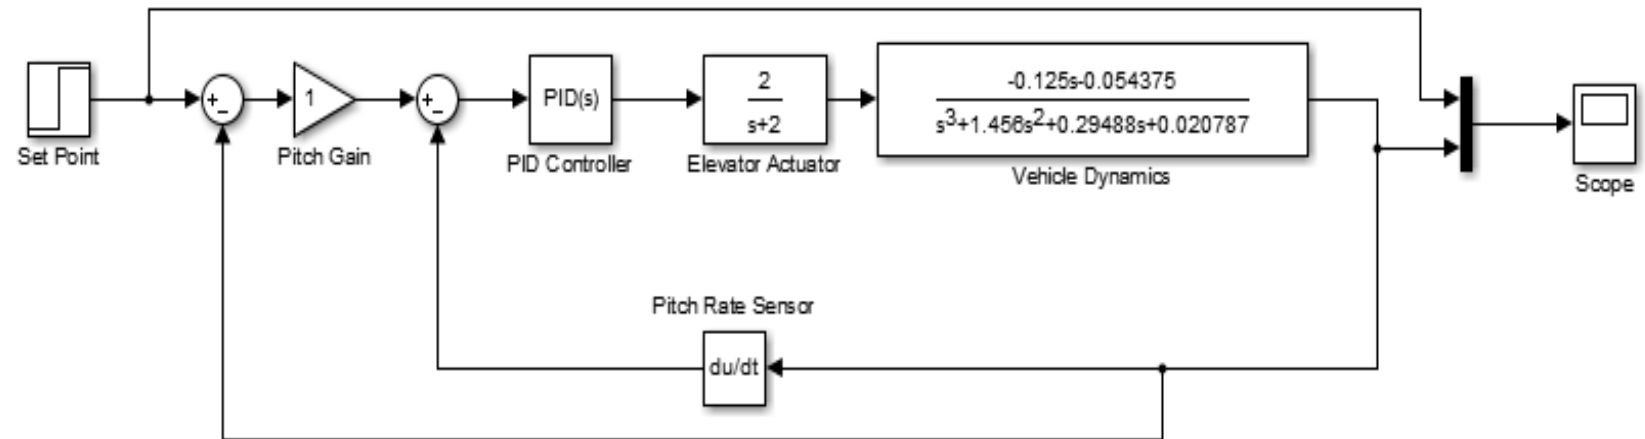 Set Point
+
−
1
Pitch Gain
+
−
PID(s)
PID Controller
2
s+2
Elevator Actuator
-0.125s-0.054375
s³+1.456s²+0.29488s+0.020787
Vehicle Dynamics
Scope
Pitch Rate Sensor
du/dt